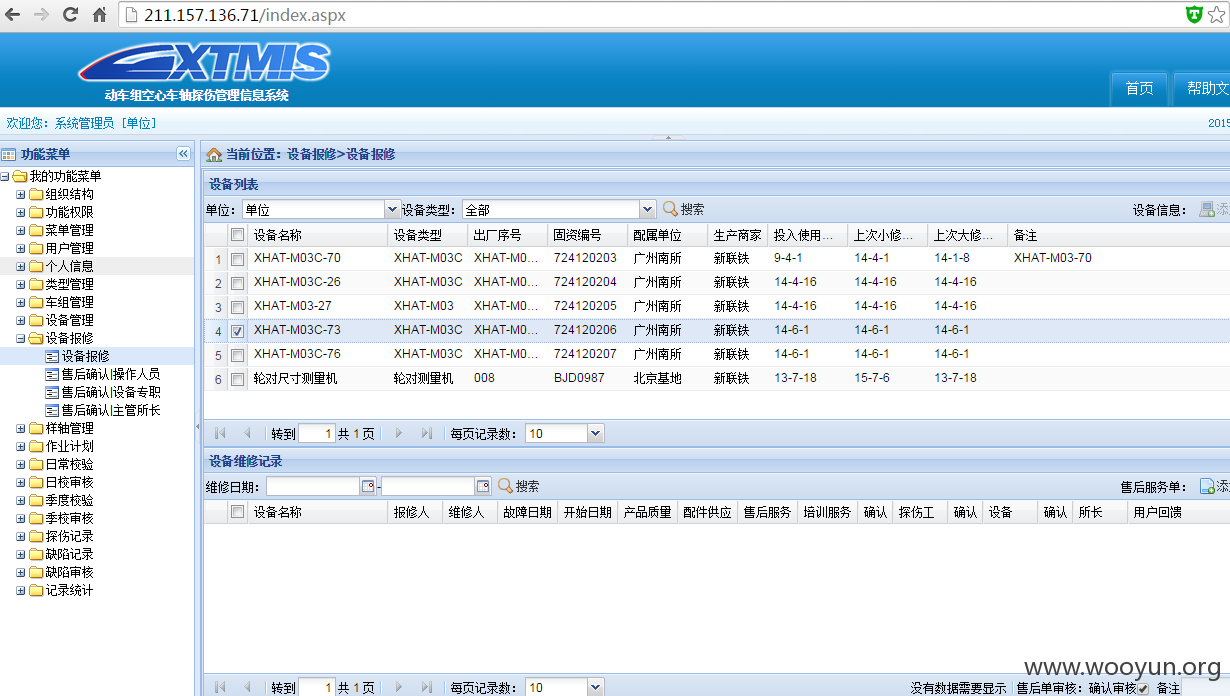 211.157.136.71/index.aspx
EXTMIS
动车组空心车轴探伤管理信息系统
首页 帮助文
欢迎您: 系统管理员 [单位] 2015
功能菜单
我的功能菜单
组织结构
功能权限
菜单管理
用户管理
个人信息
类型管理
车组管理
设备管理
设备报修
设备报修
售后确认|操作人员
售后确认|设备专职
售后确认|主管所长
样轴管理
作业计划
日常校验
日校审核
季度校验
季校审核
探伤记录
缺陷记录
缺陷审核
记录统计
当前位置: 设备报修>设备报修
设备列表
单位: 单位 设备类型: 全部 搜索 设备信息: 添
设备名称 设备类型 出厂序号 固资编号 配属单位 生产商家 投入使用... 上次小修... 上次大修... 备注
1 XHAT-M03C-70 XHAT-M03C XHAT-M0... 724120203 广州南所 新联铁 9-4-1 14-4-1 14-1-8 XHAT-M03-70
2 XHAT-M03C-26 XHAT-M03C XHAT-M0... 724120204 广州南所 新联铁 14-4-16 14-4-16 14-4-16
3 XHAT-M03-27 XHAT-M03 XHAT-M0... 724120205 广州南所 新联铁 14-4-16 14-4-16 14-4-16
4 XHAT-M03C-73 XHAT-M03C XHAT-M0... 724120206 广州南所 新联铁 14-6-1 14-6-1 14-6-1
5 XHAT-M03C-76 XHAT-M03C XHAT-M0... 724120207 广州南所 新联铁 14-6-1 14-6-1 14-6-1
6 轮对尺寸测量机 轮对测量机 008 BJD0987 北京基地 新联铁 13-7-18 15-7-6 13-7-18
转到 1 共 1 页 每页记录数: 10
设备维修记录
维修日期: - 搜索 售后服务单: 添
设备名称 报修人 维修人 故障日期 开始日期 产品质量 配件供应 售后服务 培训服务 确认 探伤工 确认 设备 确认 所长 用户回馈
www.wooyun.org
转到 1 共 1 页 每页记录数: 10 没有数据需要显示 售后单审核: 确认审核 备注